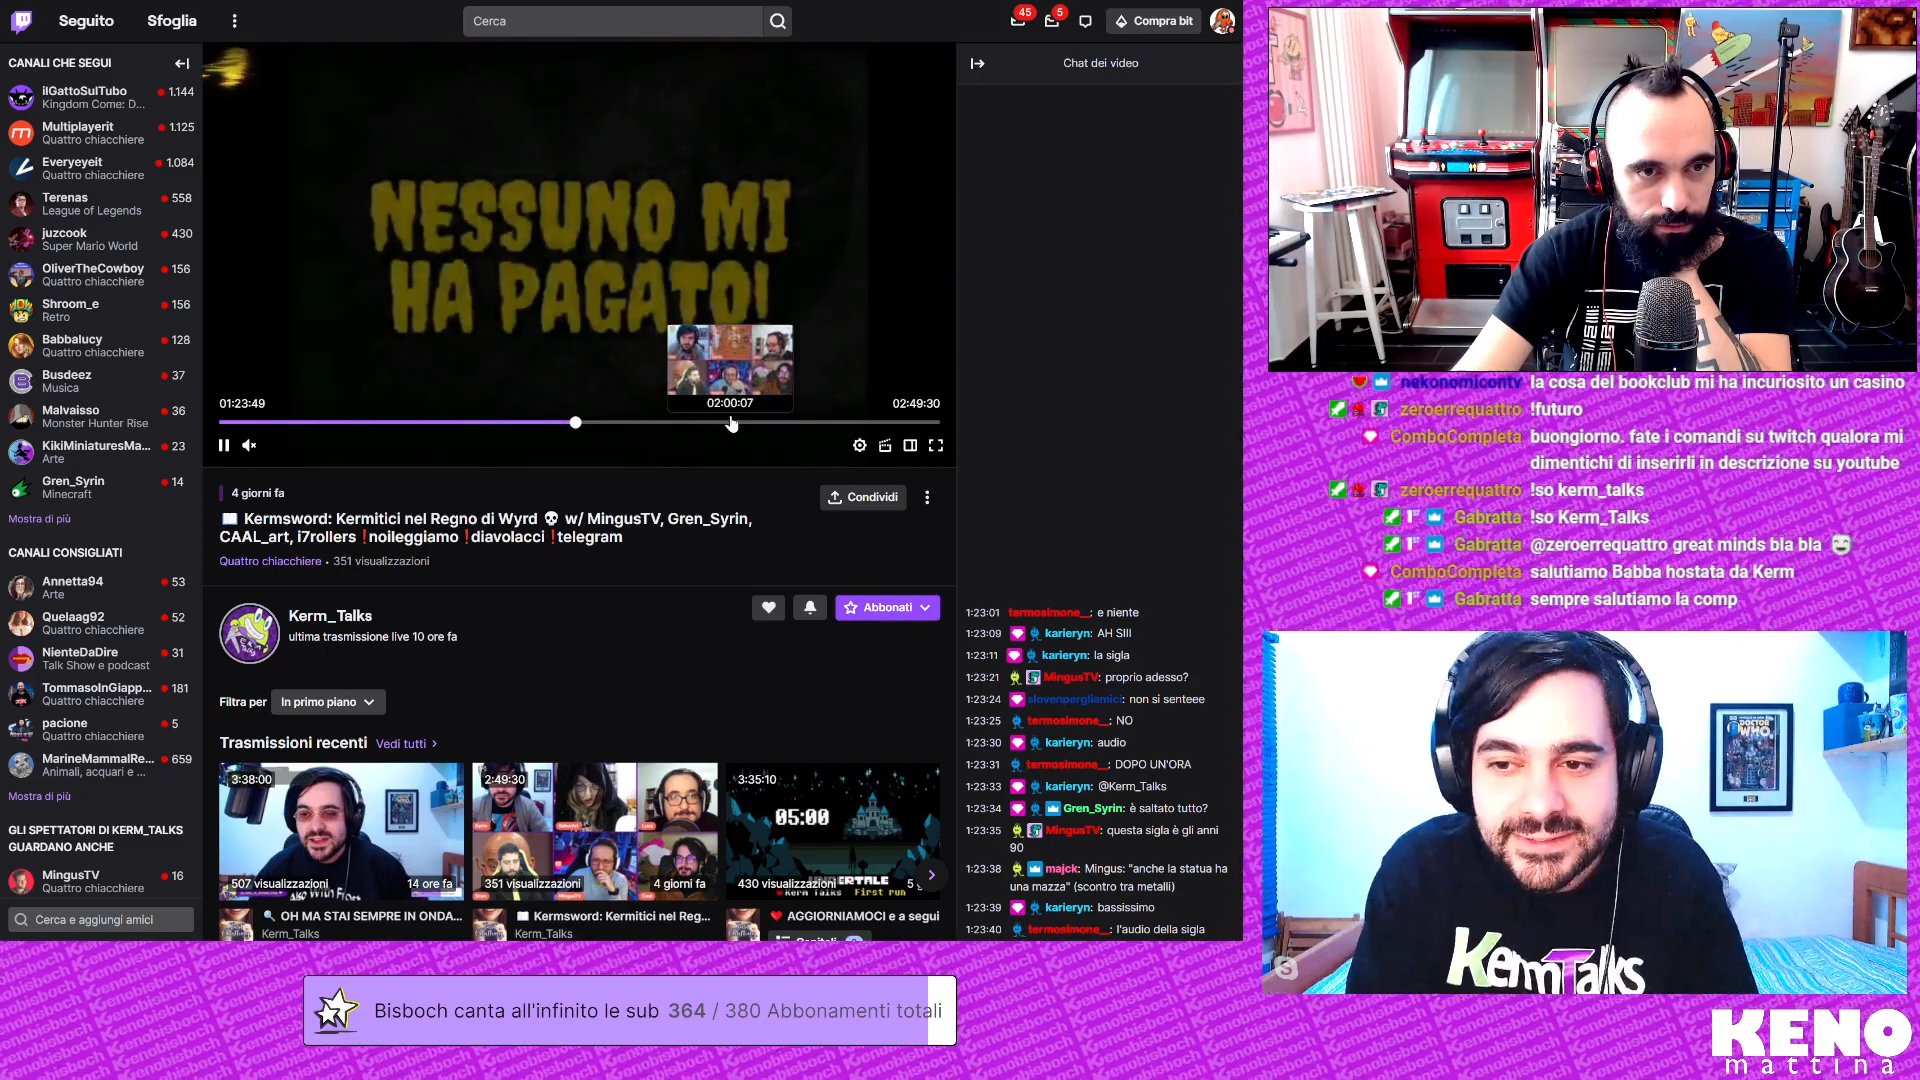 Seguito
Sfoglia
Cerca
45
5
Compra bit
CANALI CHE SEGUI
ilGattoSulTubo
1.144
Kingdom Come: D...
Multiplayerit
1.125
Quattro chiacchiere
Everyeyeit
1.084
Quattro chiacchiere
Terenas
558
League of Legends
juzcook
430
Super Mario World
OliverTheCowboy
156
Quattro chiacchiere
Shroom_e
156
Retro
Babbalucy
128
Quattro chiacchiere
Busdeez
37
Musica
Malvaisso
36
Monster Hunter Rise
KikiMiniaturesMa...
23
Arte
Gren_Syrin
14
Minecraft
Mostra di più
CANALI CONSIGLIATI
Annetta94
53
Arte
Quelaag92
52
Quattro chiacchiere
NienteDaDire
31
Talk Show e podcast
TommasoInGiapp...
181
Quattro chiacchiere
pacione
5
Quattro chiacchiere
MarineMammalRe...
659
Animali, acquari e ...
Mostra di più
GLI SPETTATORI DI KERM_TALKS
GUARDANO ANCHE
MingusTV
16
Quattro chiacchiere
Cerca e aggiungi amici
NESSUNO MI
HA PAGATO!
01:23:49
02:00:07
02:49:30
4 giorni fa
Condividi
Kermsword: Kermitici nel Regno di Wyrd 💀 w/ MingusTV, Gren_Syrin,
CAAL_art, i7rollers ❗noileggiamo ❗diavolacci ❗telegram
Quattro chiacchiere • 351 visualizzazioni
Kerm_Talks
ultima trasmissione live 10 ore fa
Abbonati
Filtra per
In primo piano
Trasmissioni recenti
Vedi tutti
3:38:00
507 visualizzazioni
14 ore fa
OH MA STAI SEMPRE IN ONDA...
Kerm_Talks
2:49:30
351 visualizzazioni
4 giorni fa
Kermsword: Kermitici nel Reg...
Kerm_Talks
3:35:10
05:00
UNDERTALE
First run
430 visualizzazioni
AGGIORNIAMOCI e a segui
Chat dei video
1:23:01 termosimone__: e niente
1:23:09 karieryn: AH SIII
1:23:11 karieryn: la sigla
1:23:21 MingusTV: proprio adesso?
1:23:24 slovenpergliamici: non si senteee
1:23:25 termosimone__: NO
1:23:30 karieryn: audio
1:23:31 termosimone__: DOPO UN'ORA
1:23:33 karieryn: @Kerm_Talks
1:23:34 Gren_Syrin: è saltato tutto?
1:23:35 MingusTV: questa sigla è gli anni
90
1:23:38 majck: Mingus: "anche la statua ha
una mazza" (scontro tra metalli)
1:23:39 karieryn: bassissimo
1:23:40 termosimone__: l'audio della sigla
nekonomicontv la cosa del bookclub mi ha incuriosito un casino
zeroerrequattro !futuro
ComboCompleta buongiorno. fate i comandi su twitch qualora mi
dimentichi di inserirli in descrizione su youtube
zeroerrequattro !so kerm_talks
Gabratta !so Kerm_Talks
Gabratta @zeroerrequattro great minds bla bla
ComboCompleta salutiamo Babba hostata da Kerm
Gabratta sempre salutiamo la comp
DOCTOR
WHO
KermTalks
Bisboch canta all'infinito le sub 364 / 380 Abbonamenti totali
KENO
mattina